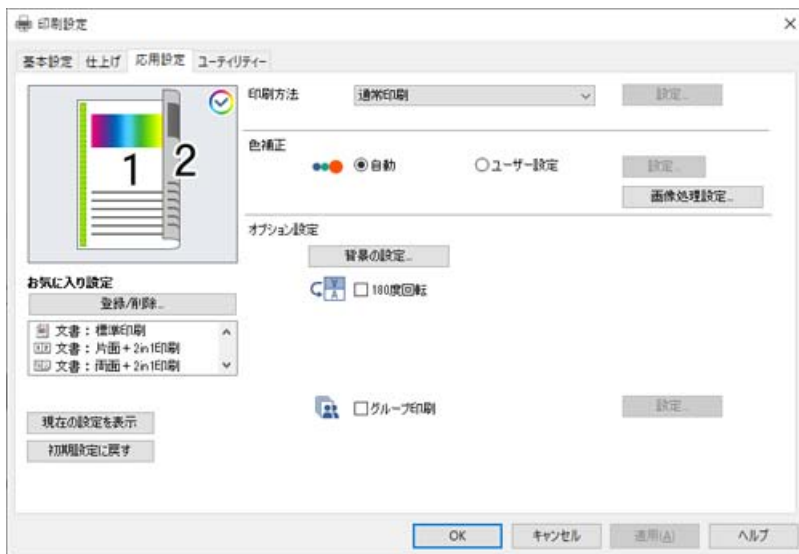 印刷設定
基本設定 仕上げ 応用設定 ユーティリティー
1 2
お気に入り設定
登録/削除...
文書：標準印刷
文書：片面+2in1印刷
文書：両面+2in1印刷
現在の設定を表示
初期設定に戻す
印刷方法 通常印刷 設定...
色補正
自動 ユーザー設定 設定...
画像処理設定...
オプション設定
背景の設定...
180度回転
グループ印刷 設定...
OK キャンセル 適用(A) ヘルプ